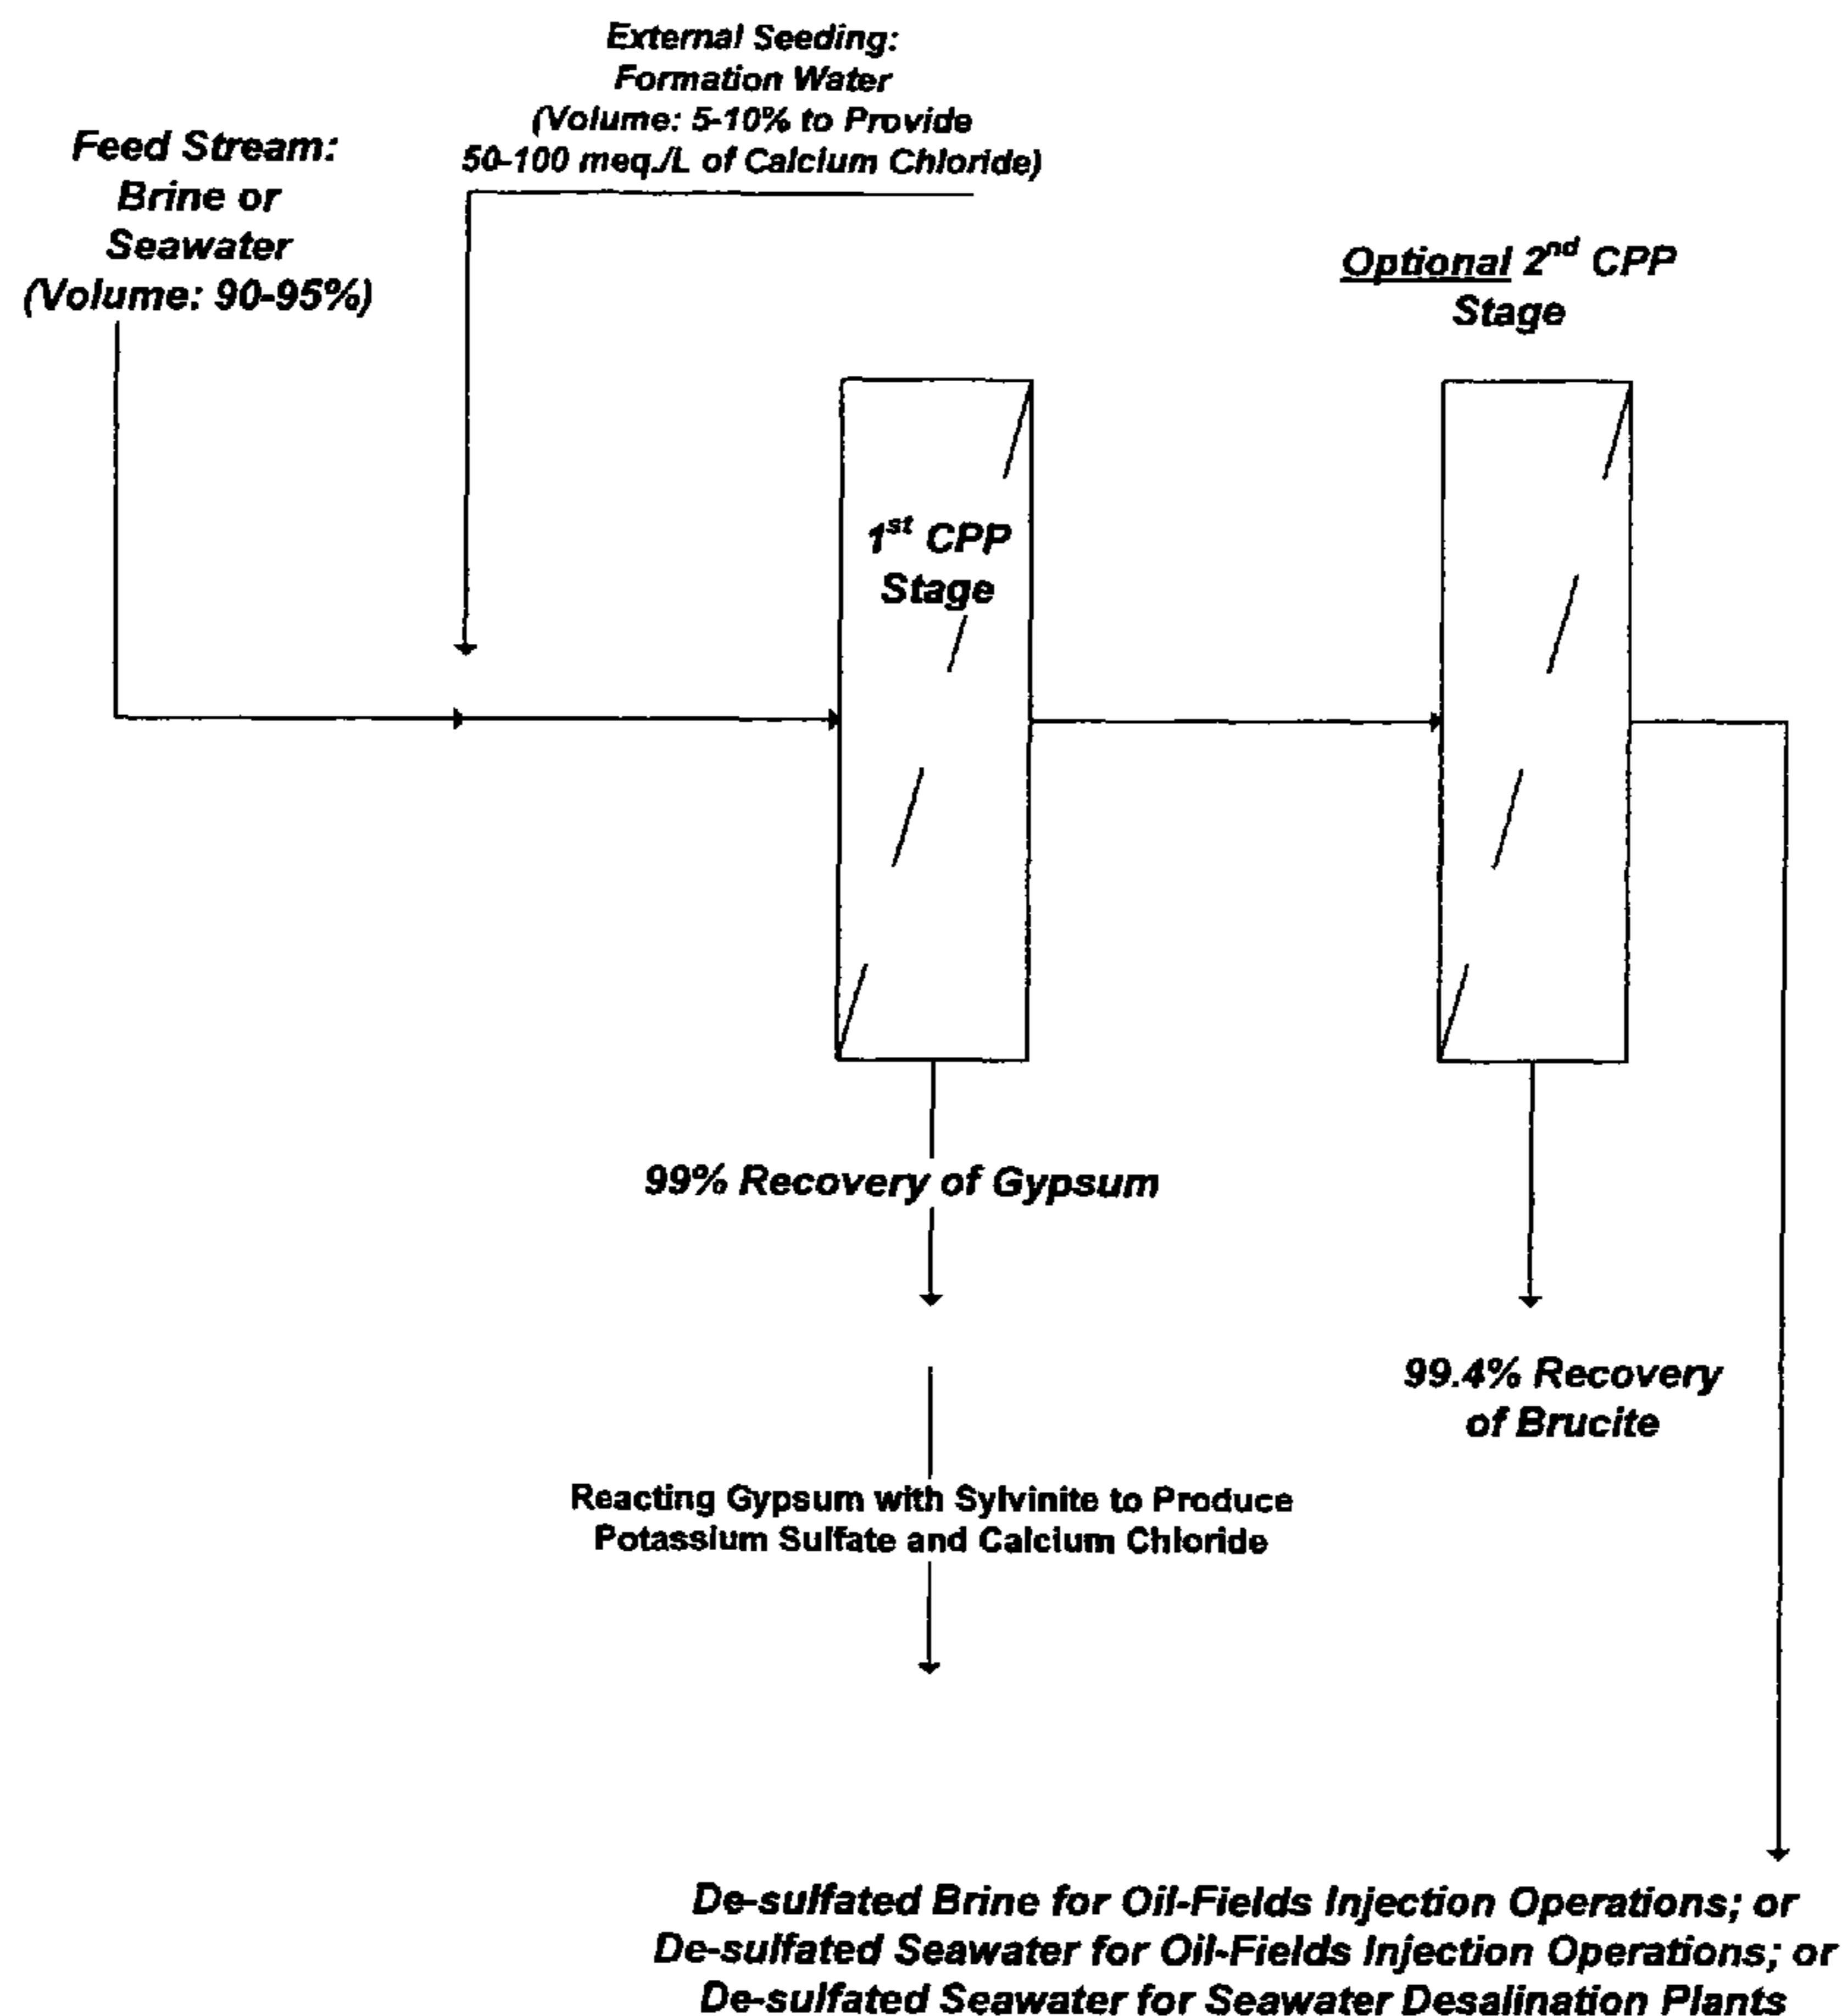 External Seeding:
Formation Water
(Volume: 5-10% to Provide
50-100 meq./L of Calcium Chloride)
Feed Stream:
Brine or
Seawater
(Volume: 90-95%)
Optional 2nd CPP
Stage
1st CPP
Stage
99% Recovery of Gypsum
99.4% Recovery
of Brucite
Reacting Gypsum with Sylvinite to Produce
Potassium Sulfate and Calcium Chloride
De-sulfated Brine for Oil-Fields Injection Operations; or
De-sulfated Seawater for Oil-Fields Injection Operations; or
De-sulfated Seawater for Seawater Desalination Plants